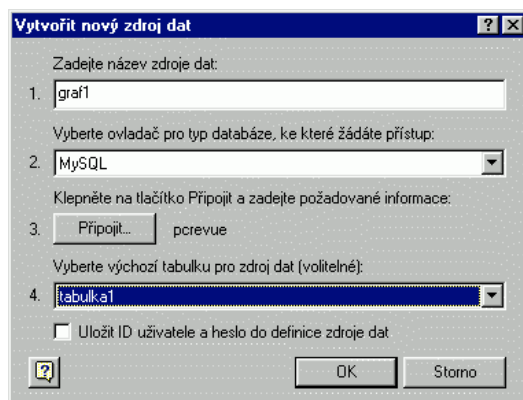 Vytvořit nový zdroj dat
Zadejte název zdroje dat:
1. graf1
Vyberte ovladač pro typ databáze, ke které žádáte přístup:
2. MySQL
Klepněte na tlačítko Připojit a zadejte požadované informace:
3. Připojit... pcrevue
Vyberte výchozí tabulku pro zdroj dat (volitelné):
4. tabulka1
Uložit ID uživatele a heslo do definice zdroje dat
OK Storno